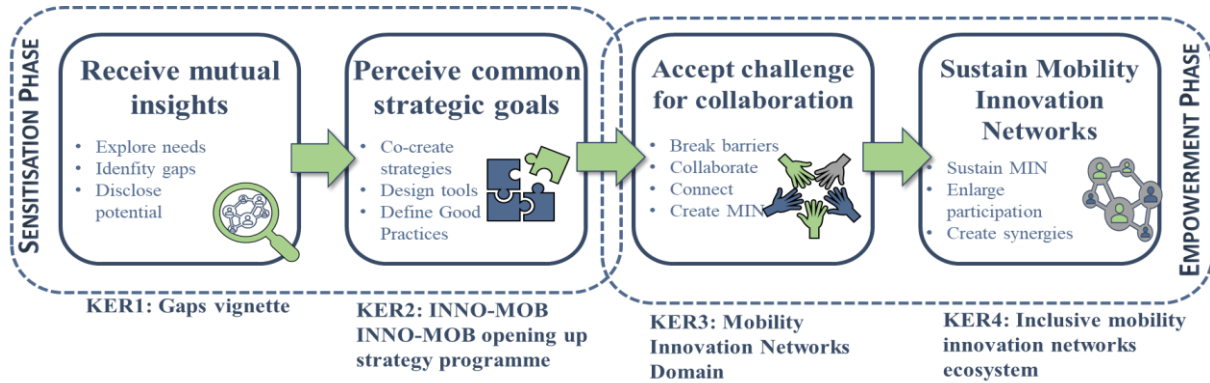 SENSITISATION PHASE
Receive mutual
insights
• Explore needs
• Idenfity gaps
• Disclose
potential
KER1: Gaps vignette
Perceive common
strategic goals
• Co-create
strategies
• Design tools
• Define Good
Practices
KER2: INNO-MOB
INNO-MOB opening up
strategy programme
Accept challenge
for collaboration
• Break barriers
• Collaborate
• Connect
• Create MIN
KER3: Mobility
Innovation Networks
Domain
Sustain Mobility
Innovation
Networks
• Sustain MIN
• Enlarge
participation
• Create synergies
KER4: Inclusive mobility
innovation networks
ecosystem
EMPOWERMENT PHASE